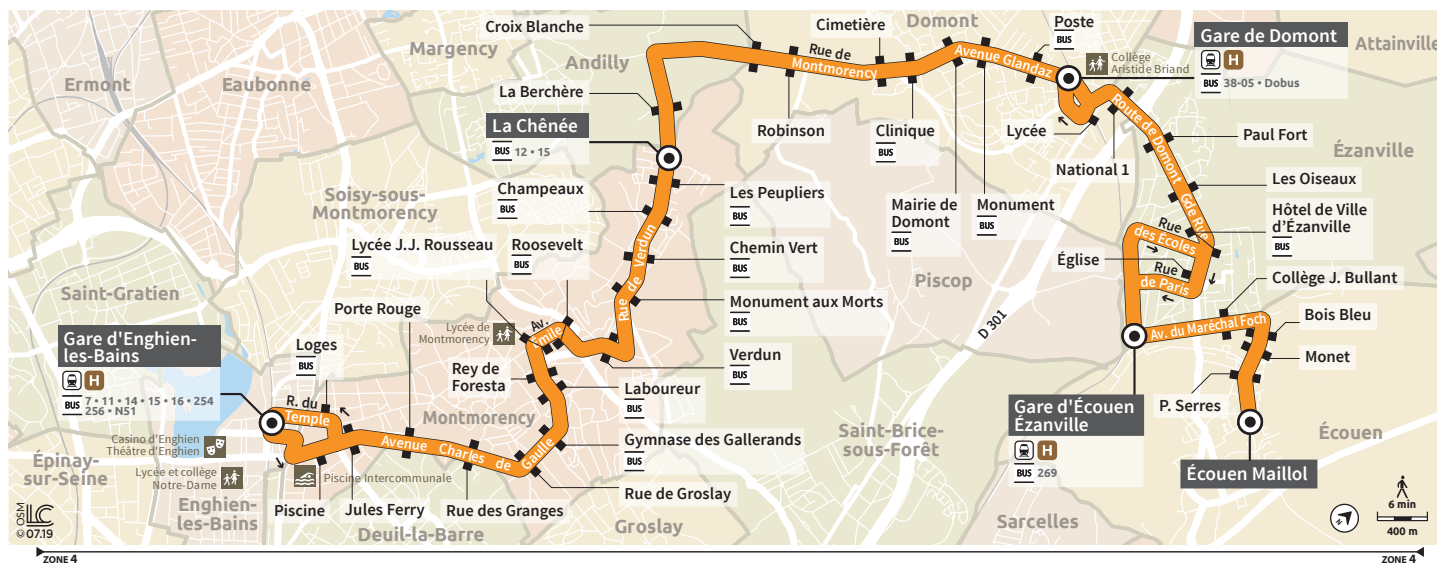 Croix Blanche
Cimetière
Domont
Poste
BUS
Gare de Domont
H
BUS 38-05 • Dobus
Attainville
Margency
Andilly
Rue de
Montmorency
Avenue Glandaz
Collège
Aristide Briand
Ermont
Eaubonne
La Berchère
La Chênée
BUS 12 • 15
Robinson
Clinique
BUS
Lycée
Route de Domont
Gde Rue
Paul Fort
Ézanville
National 1
Les Oiseaux
Soisy-sous-
Montmorency
Champeaux
BUS
Les Peupliers
BUS
Mairie de
Domont
BUS
Monument
BUS
Hôtel de Ville
d'Ézanville
BUS
Rue
des Écoles
Lycée J.J. Rousseau
BUS
Roosevelt
BUS
Rue de Verdun
Chemin Vert
BUS
Église
Rue
de Paris
Piscop
Collège J. Bullant
Saint-Gratien
Porte Rouge
Monument aux Morts
BUS
D 301
Bois Bleu
Av. du Marechal Foch
Gare d'Enghien-
les-Bains
H
BUS 7 • 11 • 14 • 15 • 16 • 254
256 • N51
Loges
BUS
Lycée de
Montmorency
Av.
Émile
Verdun
BUS
Monet
Rey de
Foresta
Laboureur
BUS
P. Serres
R. du
Temple
Montmorency
Gare d'Écouen
Ézanville
H
BUS 269
Casino d'Enghien
Théâtre d'Enghien
Avenue Charles de Gaulle
Gymnase des Gallerands
BUS
Saint-Brice-
sous-Forêt
Écouen
Épinay-
sur-Seine
Lycée et collège
Notre-Dame
Piscine Intercommunale
Écouen Maillol
Rue de Groslay
Enghien-
les-Bains
Piscine
Jules Ferry
Rue des Granges
Deuil-la-Barre
Groslay
Sarcelles
6 min
400 m
OSM
LC
© 07.19
ZONE 4
ZONE 4